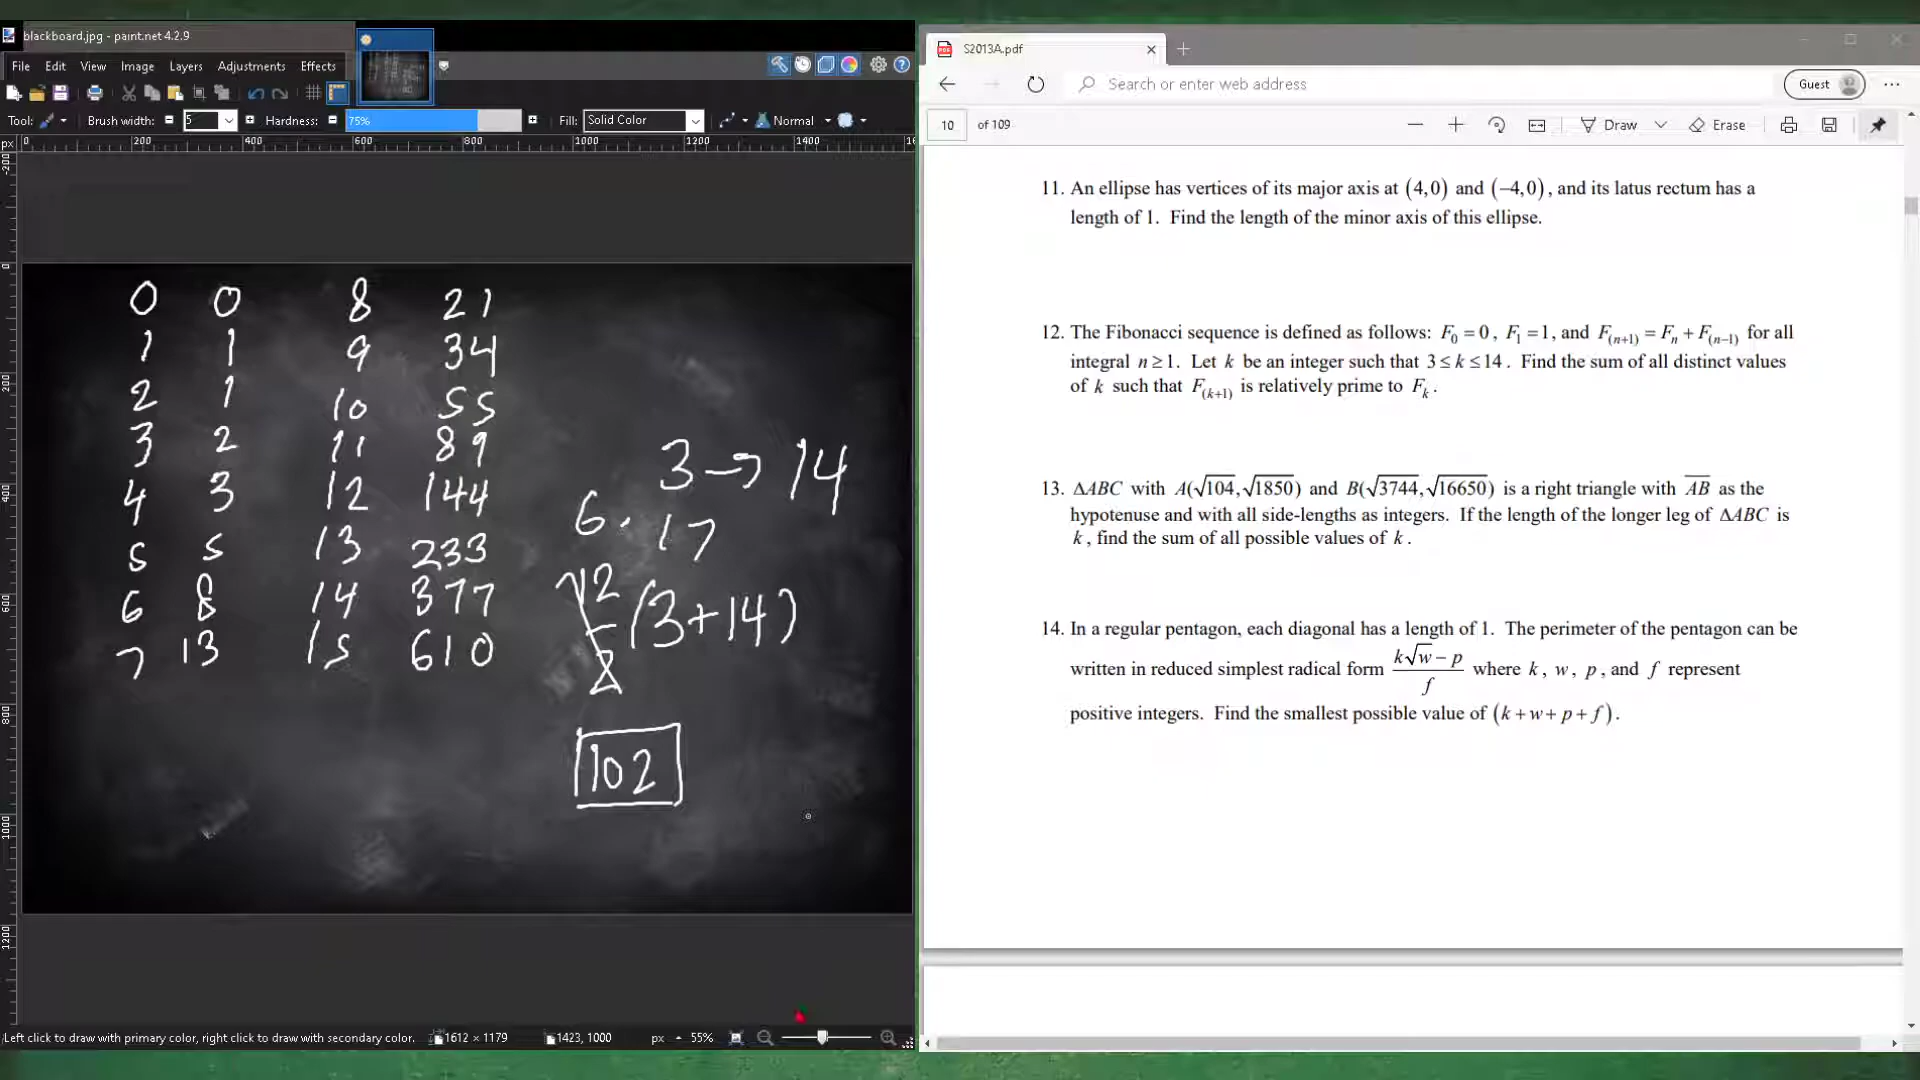 blackboard.jpg - paint.net 4.2.9
File Edit View Image Layers Adjustments Effects
Tool: Brush width: 5 Hardness: 75% Fill: Solid Color Normal
px 0 200 400 600 800 1000 1200 1400
0 0 8 21
1 1 9 34
2 1 10 55
3 2 11 89
4 3 12 144
5 5 13 233
6 8 14 377
7 13 15 610
3 → 14
6 · 17
12/2 (3+14)
102
Left click to draw with primary color, right click to draw with secondary color. 1612 × 1179 1423, 1000 px 55%
S2013A.pdf
Search or enter web address
Guest
10 of 109 Draw Erase
11. An ellipse has vertices of its major axis at (4,0) and (−4,0), and its latus rectum has a
length of 1. Find the length of the minor axis of this ellipse.
12. The Fibonacci sequence is defined as follows: F₀ = 0, F₁ = 1, and F₍ₙ₊₁₎ = Fₙ + F₍ₙ₋₁₎ for all
integral n ≥ 1. Let k be an integer such that 3 ≤ k ≤ 14. Find the sum of all distinct values
of k such that F₍ₖ₊₁₎ is relatively prime to Fₖ.
13. ΔABC with A(√104, √1850) and B(√3744, √16650) is a right triangle with A̅B̅ as the
hypotenuse and with all side-lengths as integers. If the length of the longer leg of ΔABC is
k, find the sum of all possible values of k.
14. In a regular pentagon, each diagonal has a length of 1. The perimeter of the pentagon can be
written in reduced simplest radical form (k√w − p)/f where k, w, p, and f represent
positive integers. Find the smallest possible value of (k + w + p + f).